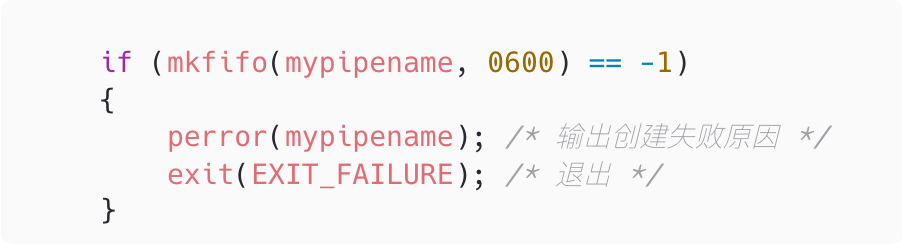 if (mkfifo(mypipename, 0600) == -1)
{
    perror(mypipename); /* 输出创建失败原因 */
    exit(EXIT_FAILURE); /* 退出 */
}